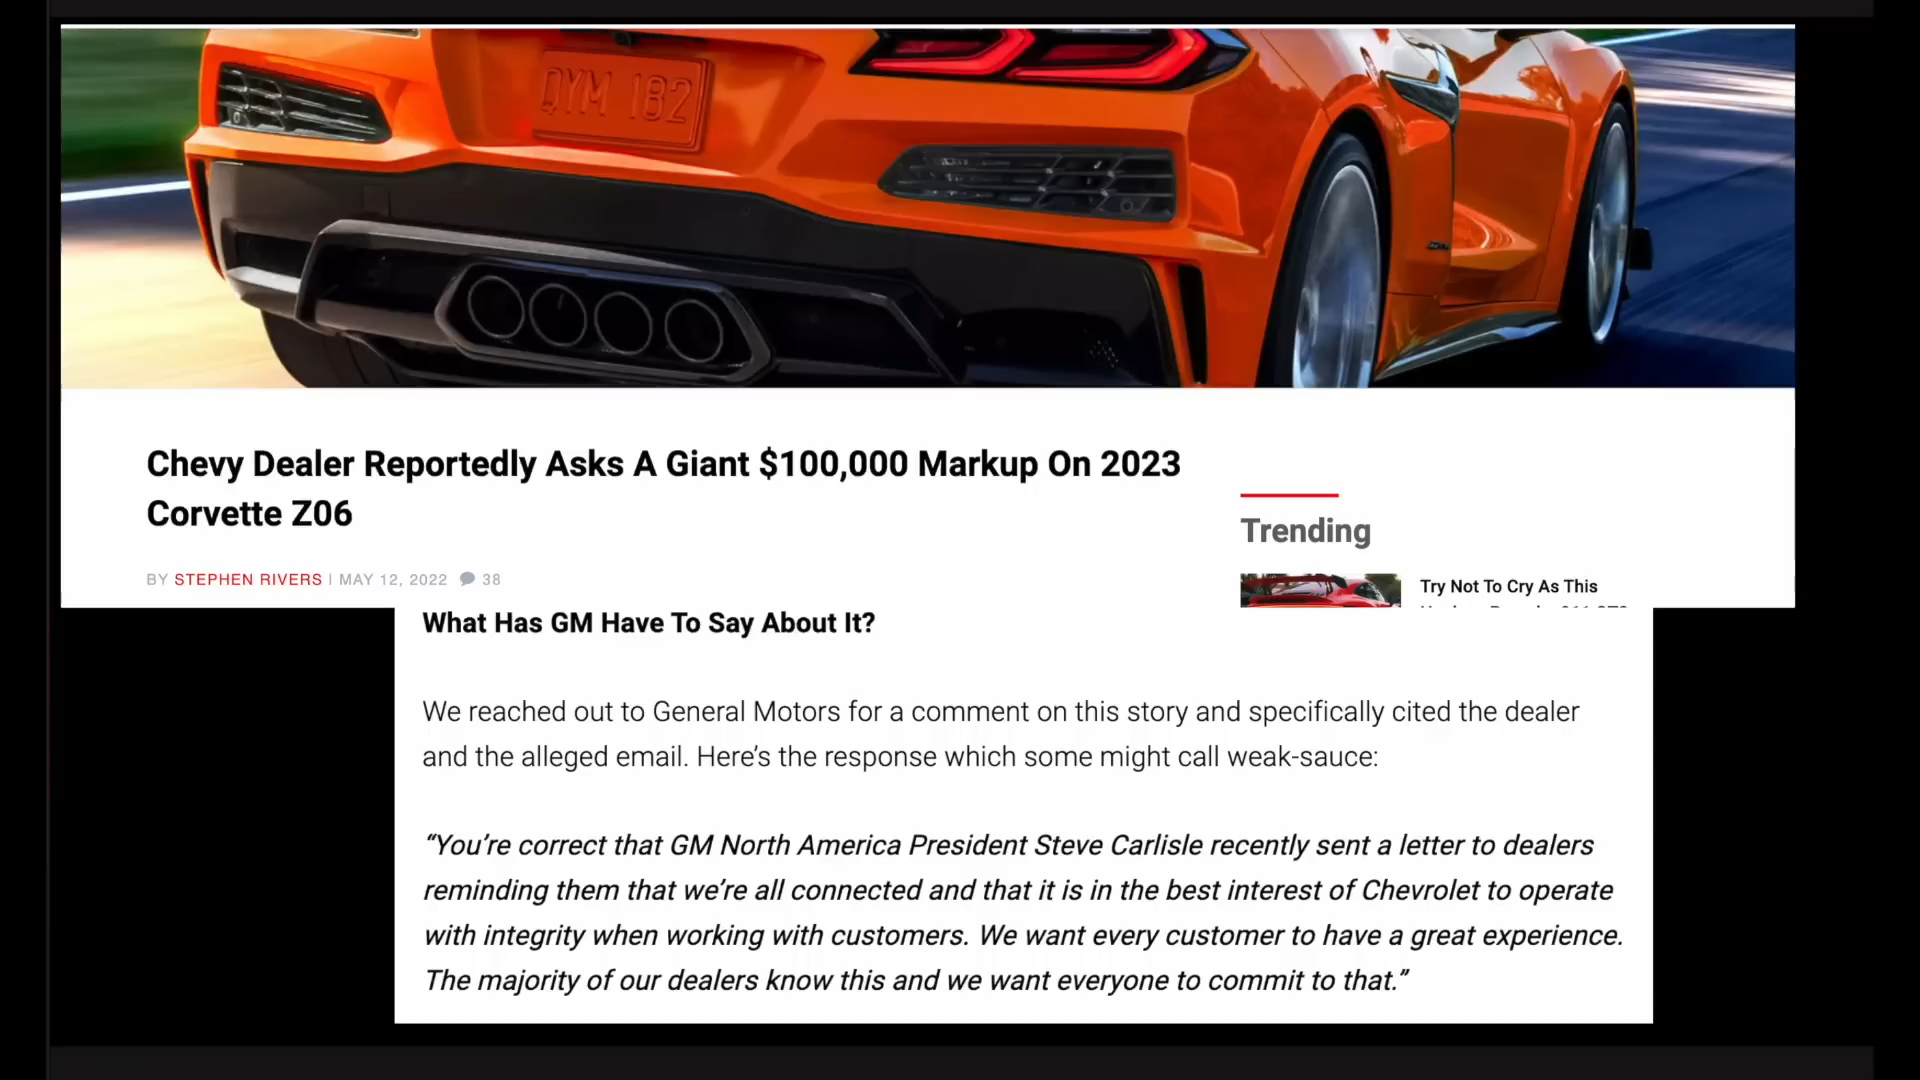 QYM 182
Chevy Dealer Reportedly Asks A Giant $100,000 Markup On 2023
Corvette Z06
BY STEPHEN RIVERS | MAY 12, 2022 38
Trending
Try Not To Cry As This
What Has GM Have To Say About It?
We reached out to General Motors for a comment on this story and specifically cited the dealer
and the alleged email. Here’s the response which some might call weak-sauce:
“You’re correct that GM North America President Steve Carlisle recently sent a letter to dealers
reminding them that we’re all connected and that it is in the best interest of Chevrolet to operate
with integrity when working with customers. We want every customer to have a great experience.
The majority of our dealers know this and we want everyone to commit to that.”